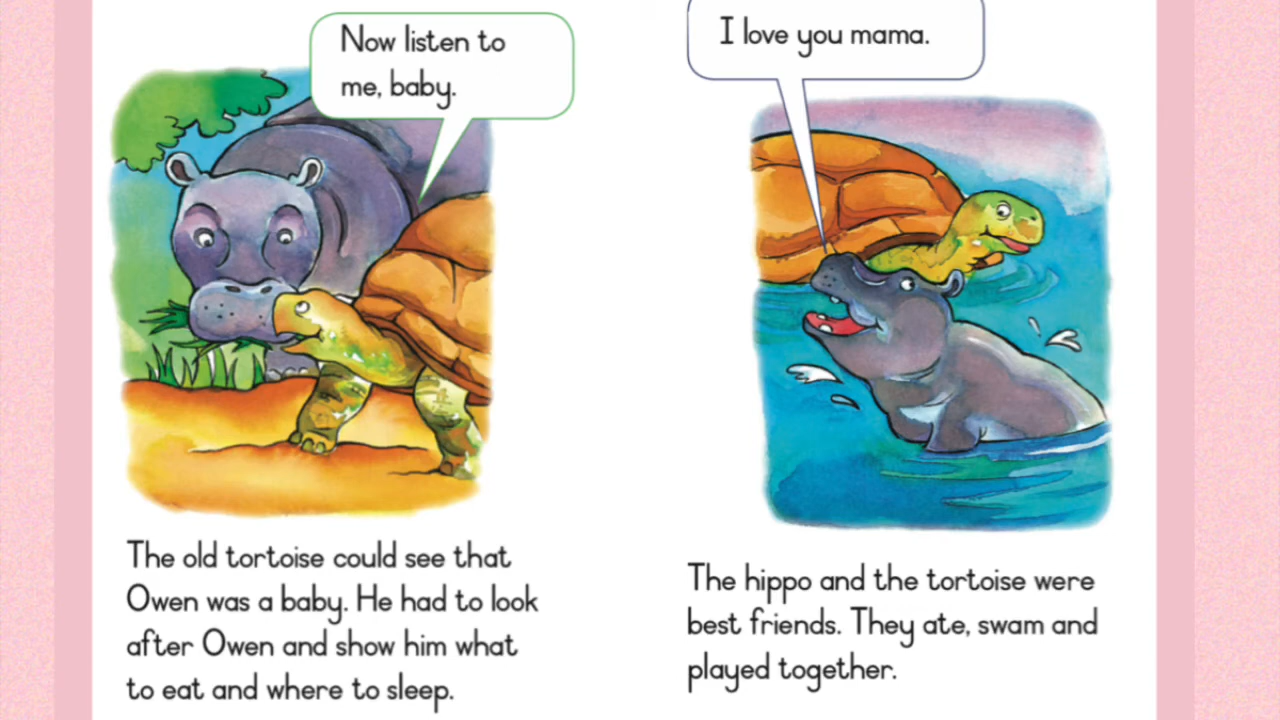 Now listen to
me, baby.
The old tortoise could see that
Owen was a baby. He had to look
after Owen and show him what
to eat and where to sleep.
I love you mama.
The hippo and the tortoise were
best friends. They ate, swam and
played together.